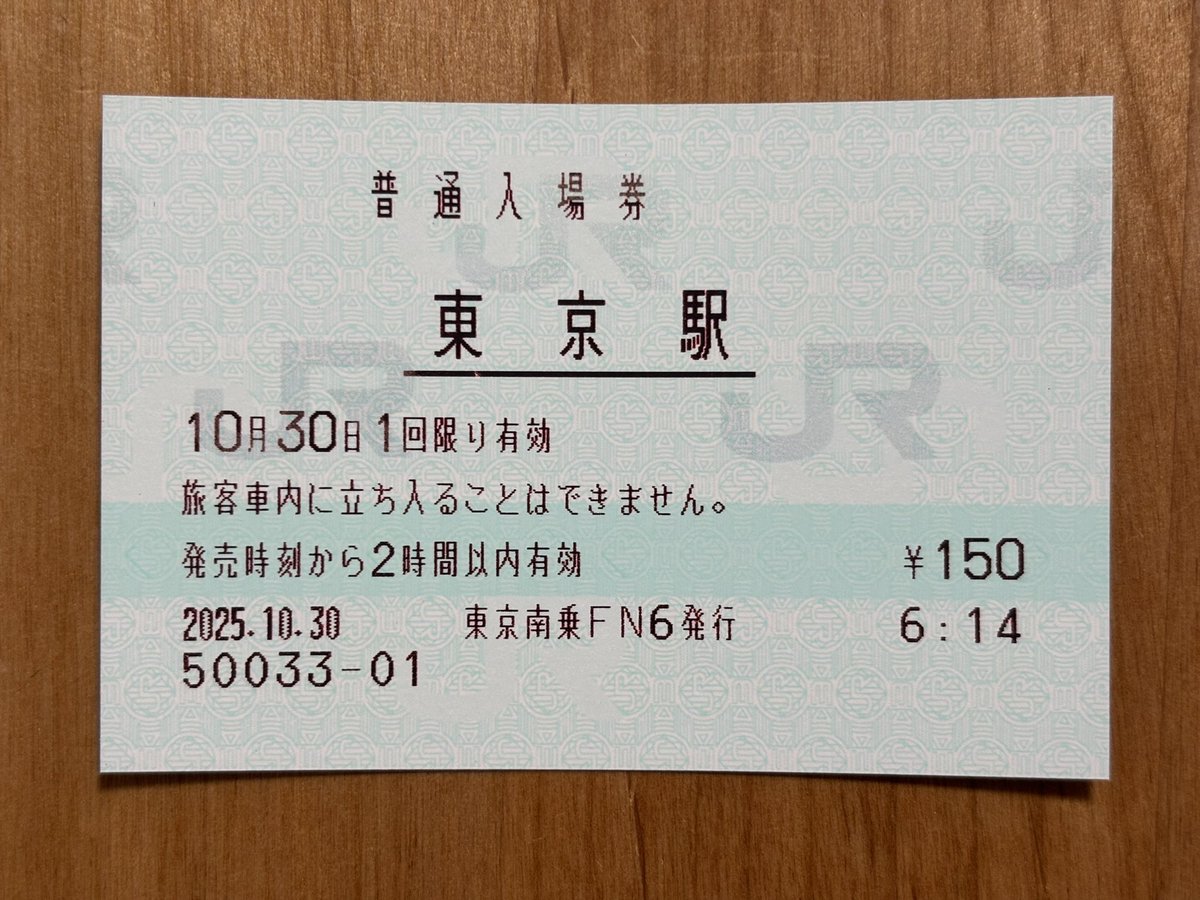 普通入場券
東京駅
10月30日1回限り有効
旅客車内に立ち入ることはできません。
発売時刻から2時間以内有効 ¥150
2025.10.30 東京南乗FN6発行 6:14
50033-01
JR
JR
JR